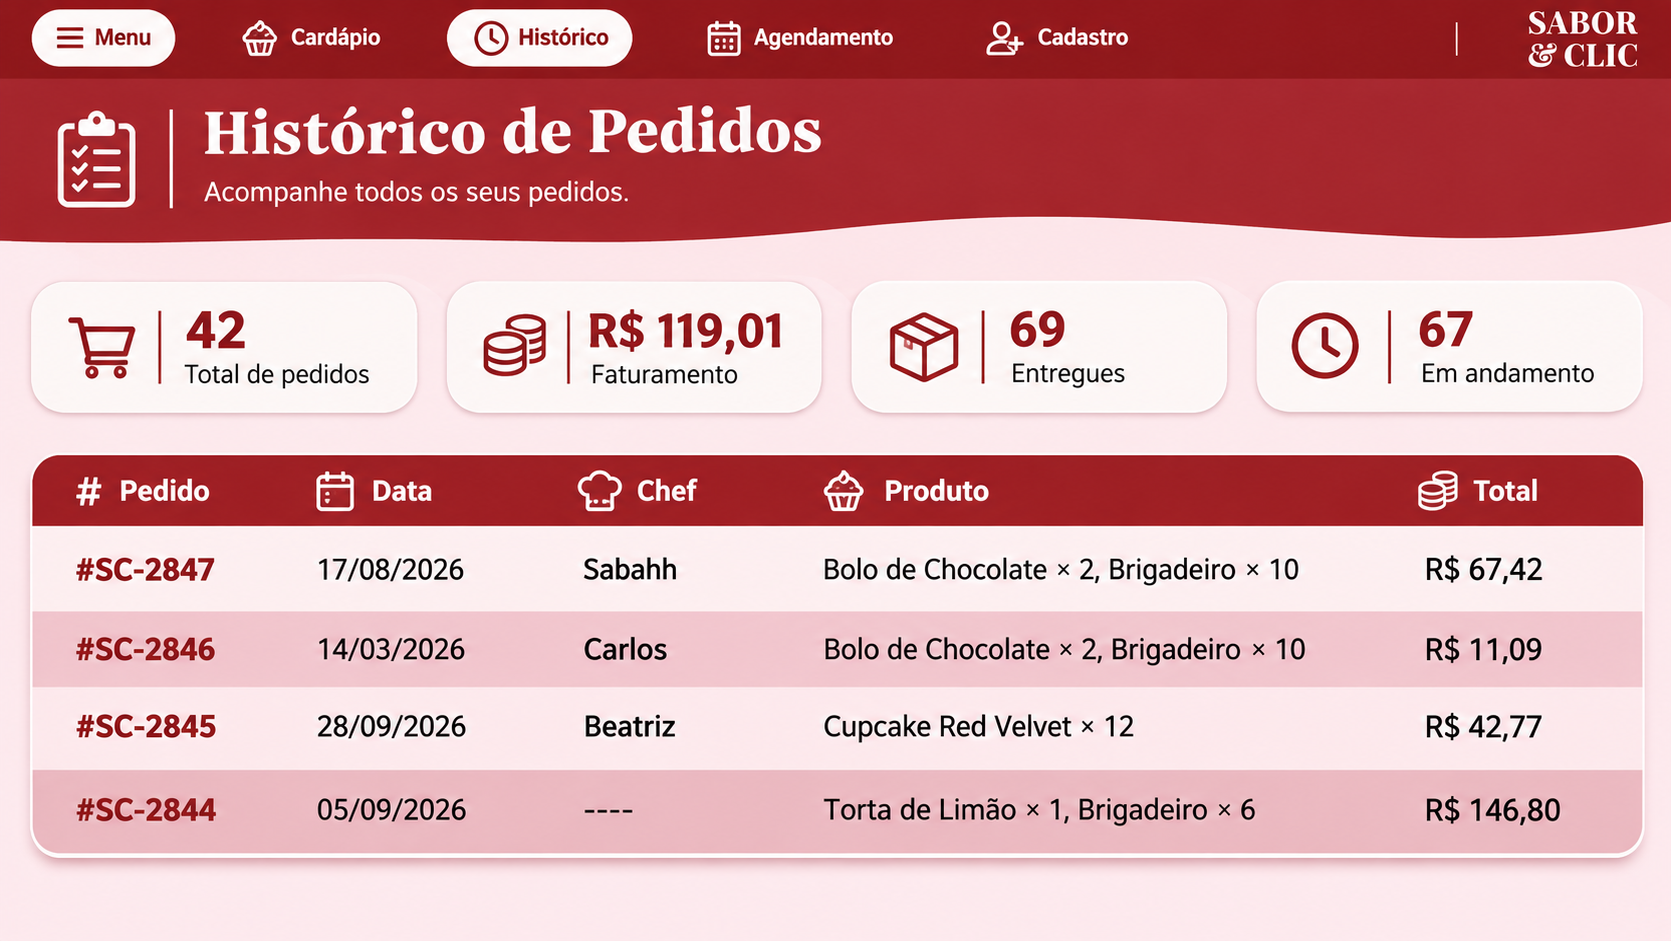 Menu Cardápio Histórico Agendamento Cadastro SABOR
& CLIC
Histórico de Pedidos
Acompanhe todos os seus pedidos.
42 R$ 119,01 69 67
Total de pedidos Faturamento Entregues Em andamento
# Pedido Data Chef Produto Total
#SC-2847 17/08/2026 Sabahh Bolo de Chocolate × 2, Brigadeiro × 10 R$ 67,42
#SC-2846 14/03/2026 Carlos Bolo de Chocolate × 2, Brigadeiro × 10 R$ 11,09
#SC-2845 28/09/2026 Beatriz Cupcake Red Velvet × 12 R$ 42,77
#SC-2844 05/09/2026 ---- Torta de Limão × 1, Brigadeiro × 6 R$ 146,80